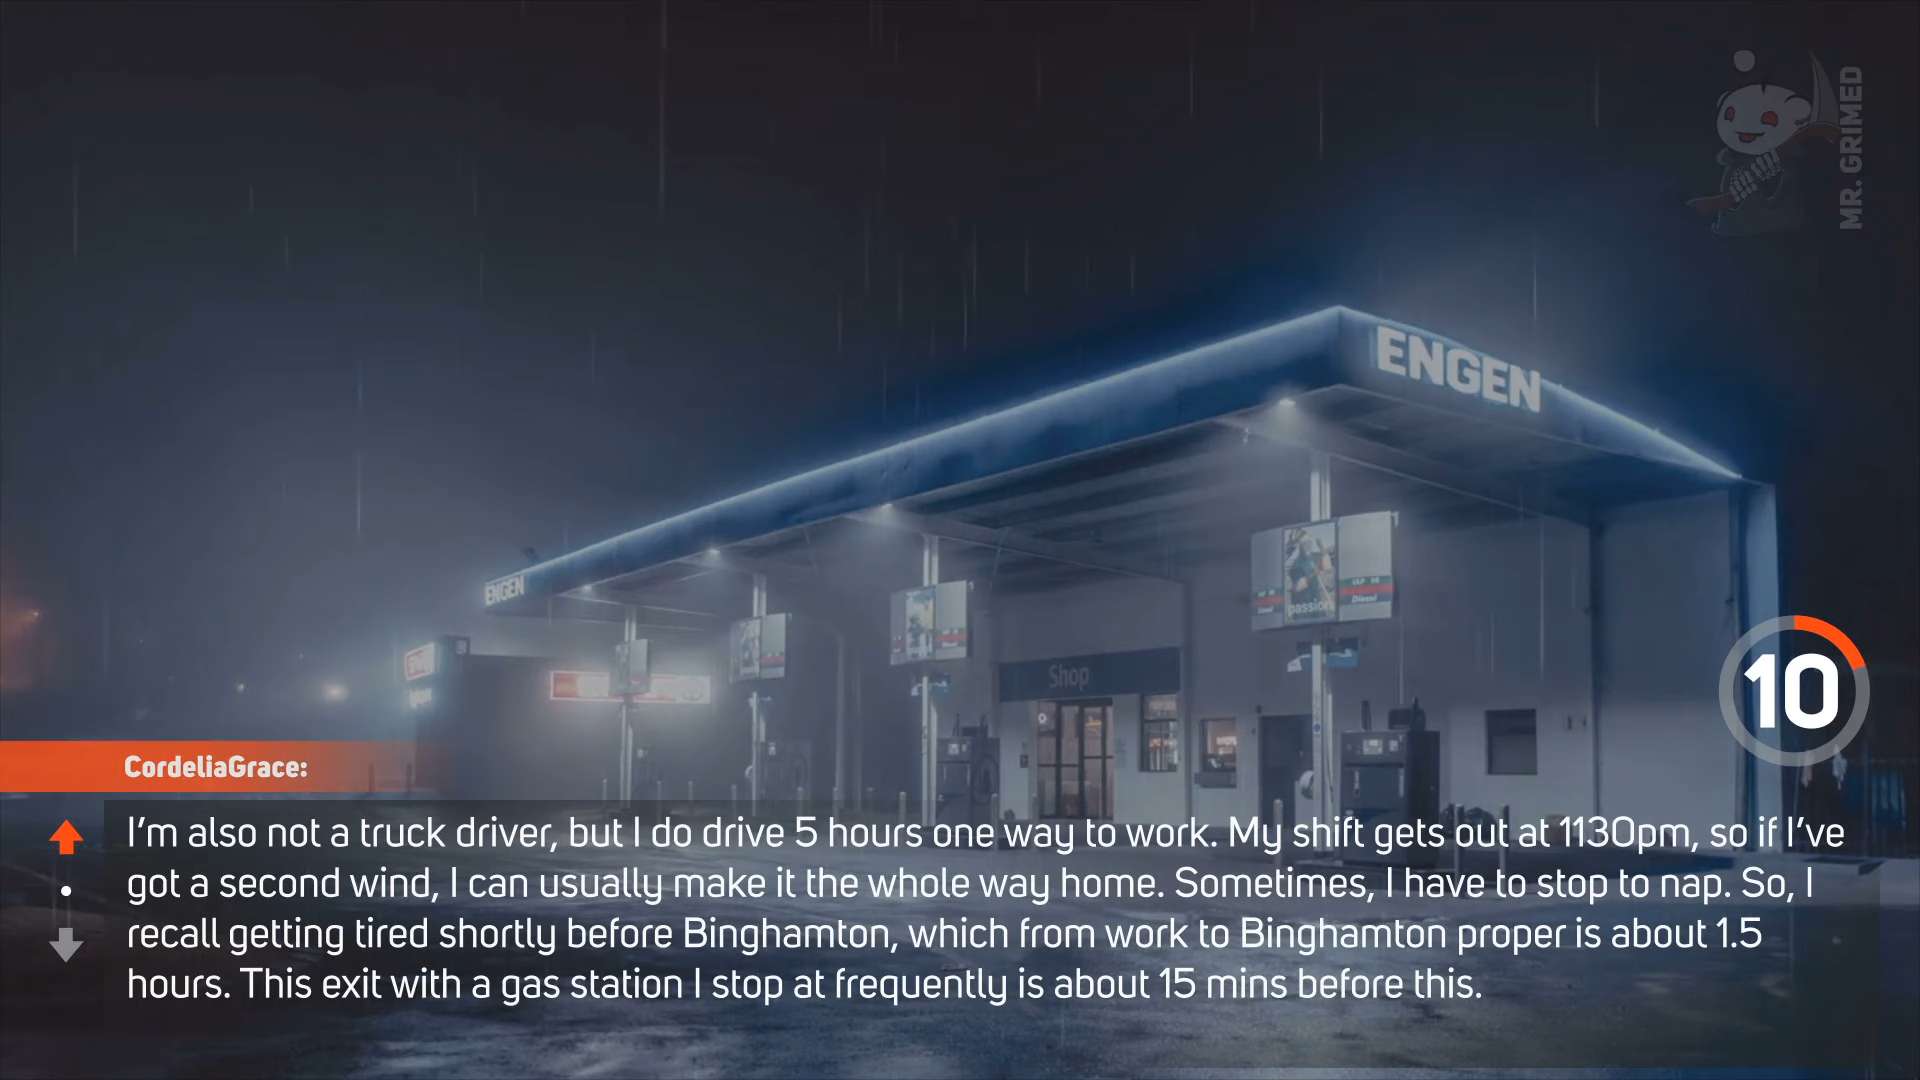 MR. GRIMED
ENGEN
ENGEN
passion
Diesel
Shop
10
CordeliaGrace:
I'm also not a truck driver, but I do drive 5 hours one way to work. My shift gets out at 1130pm, so if I've
got a second wind, I can usually make it the whole way home. Sometimes, I have to stop to nap. So, I
recall getting tired shortly before Binghamton, which from work to Binghamton proper is about 1.5
hours. This exit with a gas station I stop at frequently is about 15 mins before this.